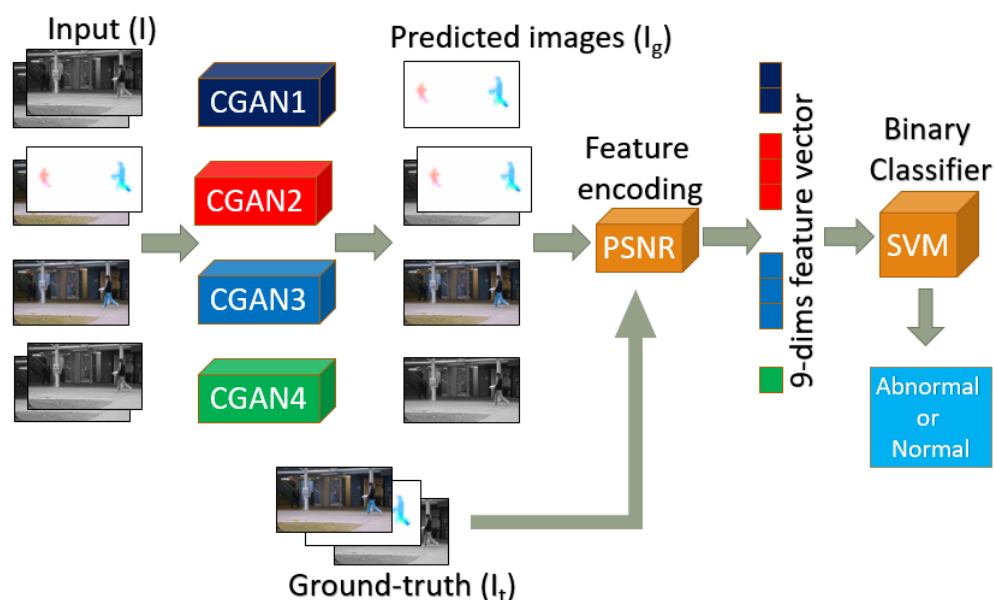 Input (I)
Predicted images (Ig)
CGAN1
CGAN2
CGAN3
CGAN4
Feature
encoding
PSNR
9-dims feature vector
Binary
Classifier
SVM
Abnormal
or
Normal
Ground-truth (It)